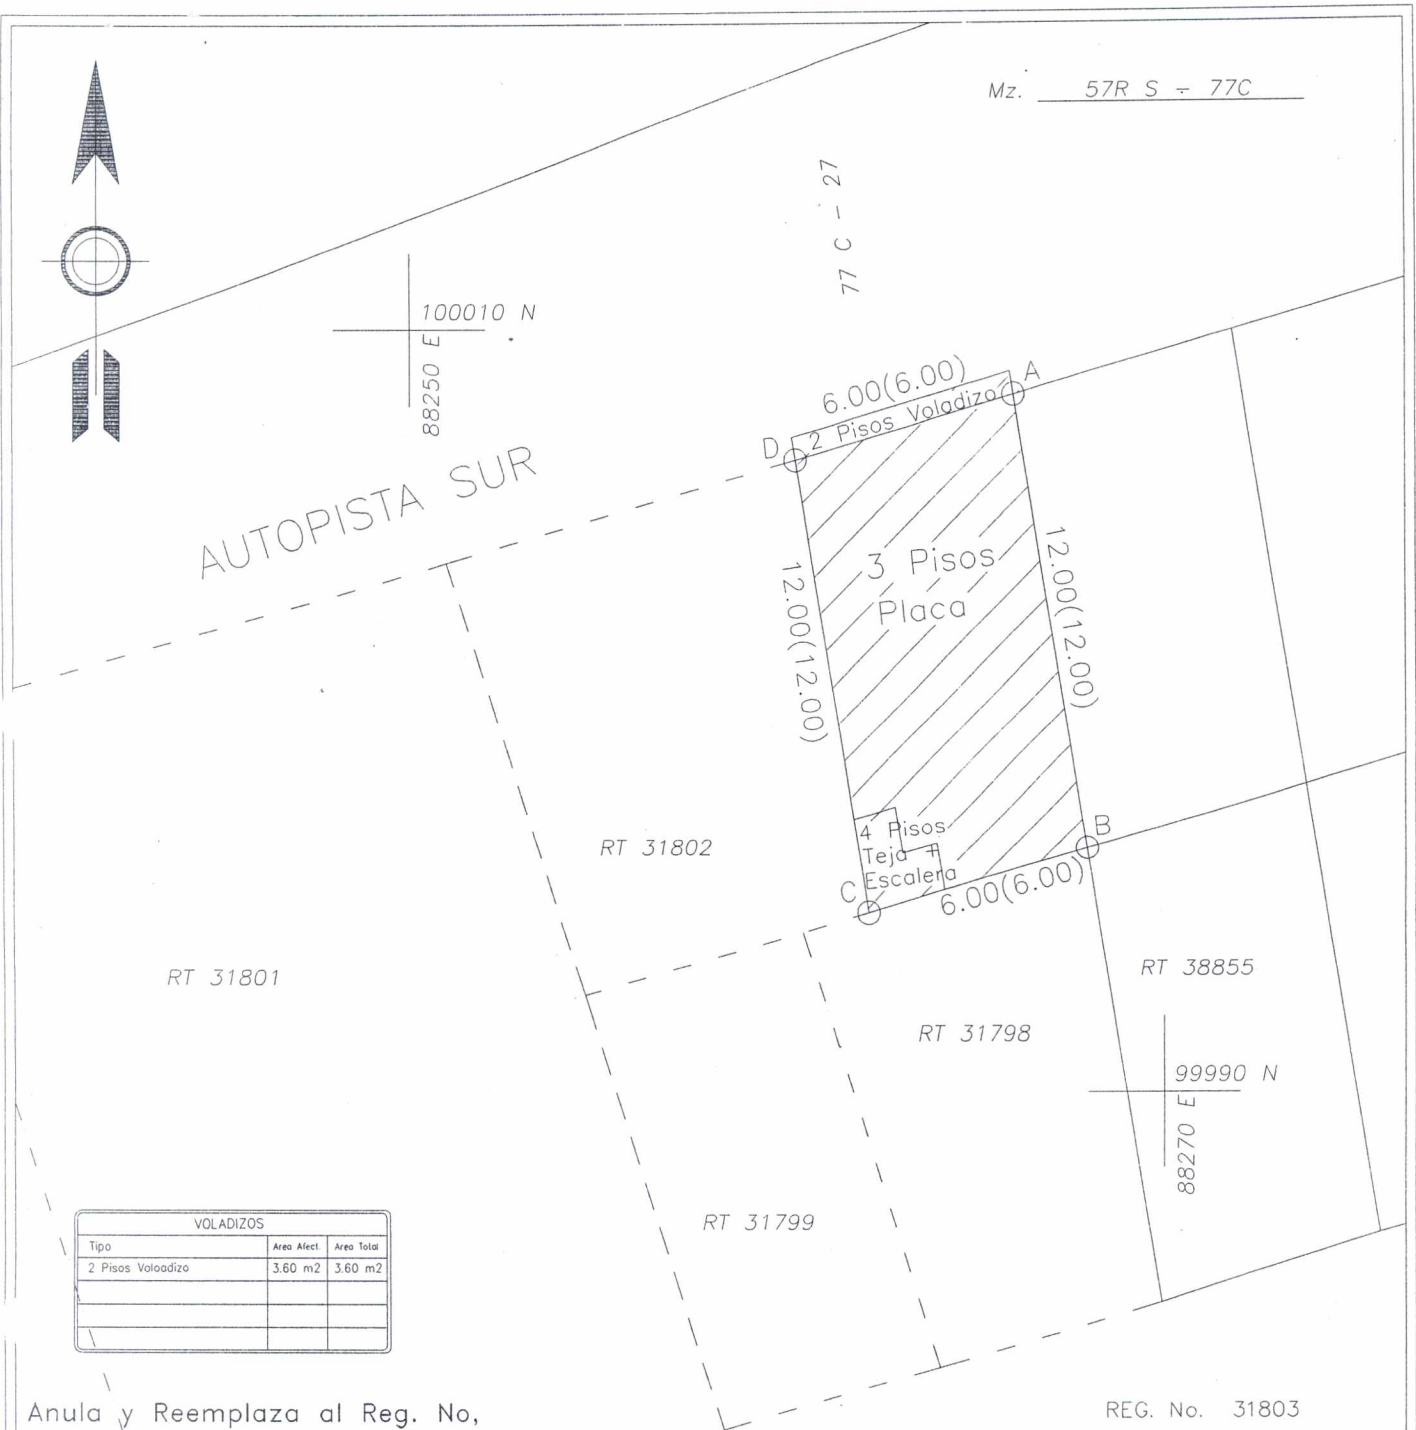 Mz. 57R S - 77C
77 C - 27
100010 N
88250 E
6.00(6.00)
A
2 Pisos Voladizo
D
AUTOPISTA SUR
3 Pisos
Placa
12.00(12.00)
12.00(12.00)
4 Pisos
Teja +
Escalera
B
C
6.00(6.00)
RT 31802
RT 31801
RT 38855
RT 31798
99990 N
88270 E
RT 31799
VOLADIZOS
Tipo Area Afect. Area Total
2 Pisos Voloadizo 3.60 m2 3.60 m2
Anula y Reemplaza al Reg. No,
REG. No. 31803